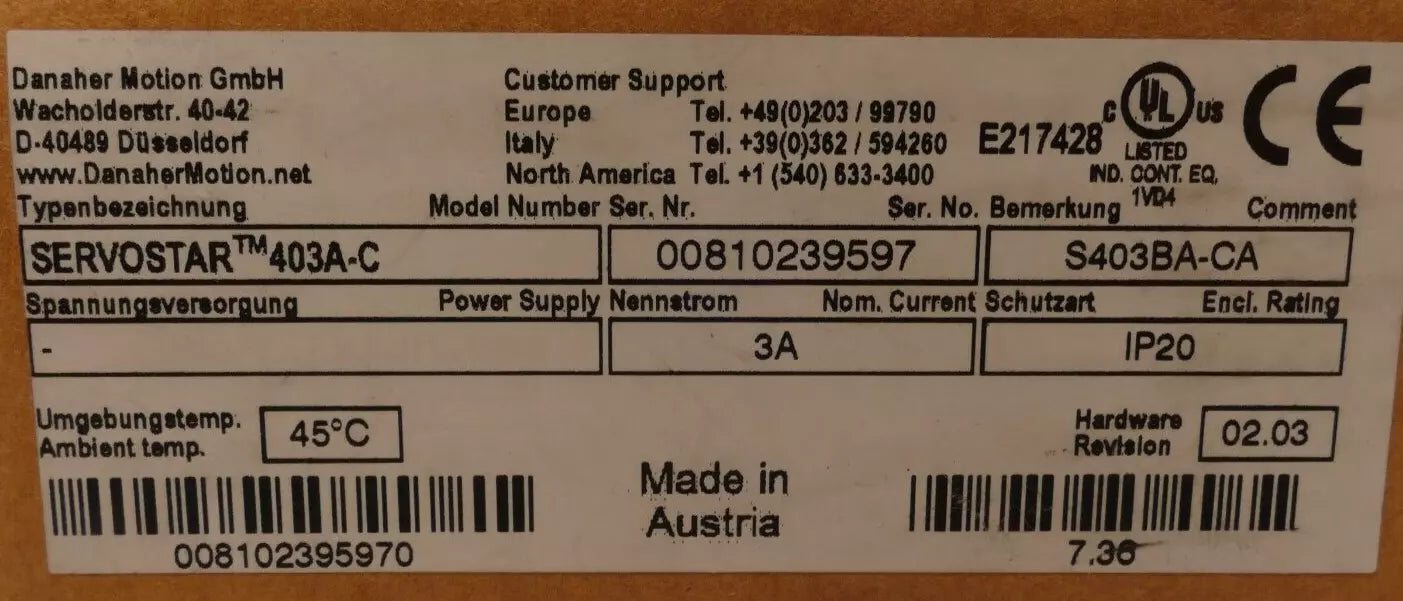 Danaher Motion GmbH
Wacholderstr. 40-42
D-40489 Düsseldorf
www.DanaherMotion.net
Customer Support
Europe Tel. +49(0)203 / 99790
Italy Tel. +39(0)362 / 594260
North America Tel. +1 (540) 633-3400
E217428
C UL US
LISTED
IND. CONT. EQ.
1VD4
CE
Typenbezeichnung Model Number Ser. Nr. Ser. No. Bemerkung Comment
SERVOSTAR™403A-C 00810239597 S403BA-CA
Spannungsversorgung Power Supply Nennstrom Nom. Current Schutzart Encl. Rating
- 3A IP20
Umgebungstemp.
Ambient temp.
45°C
Hardware
Revision
02.03
Made in
Austria
008102395970
7.36